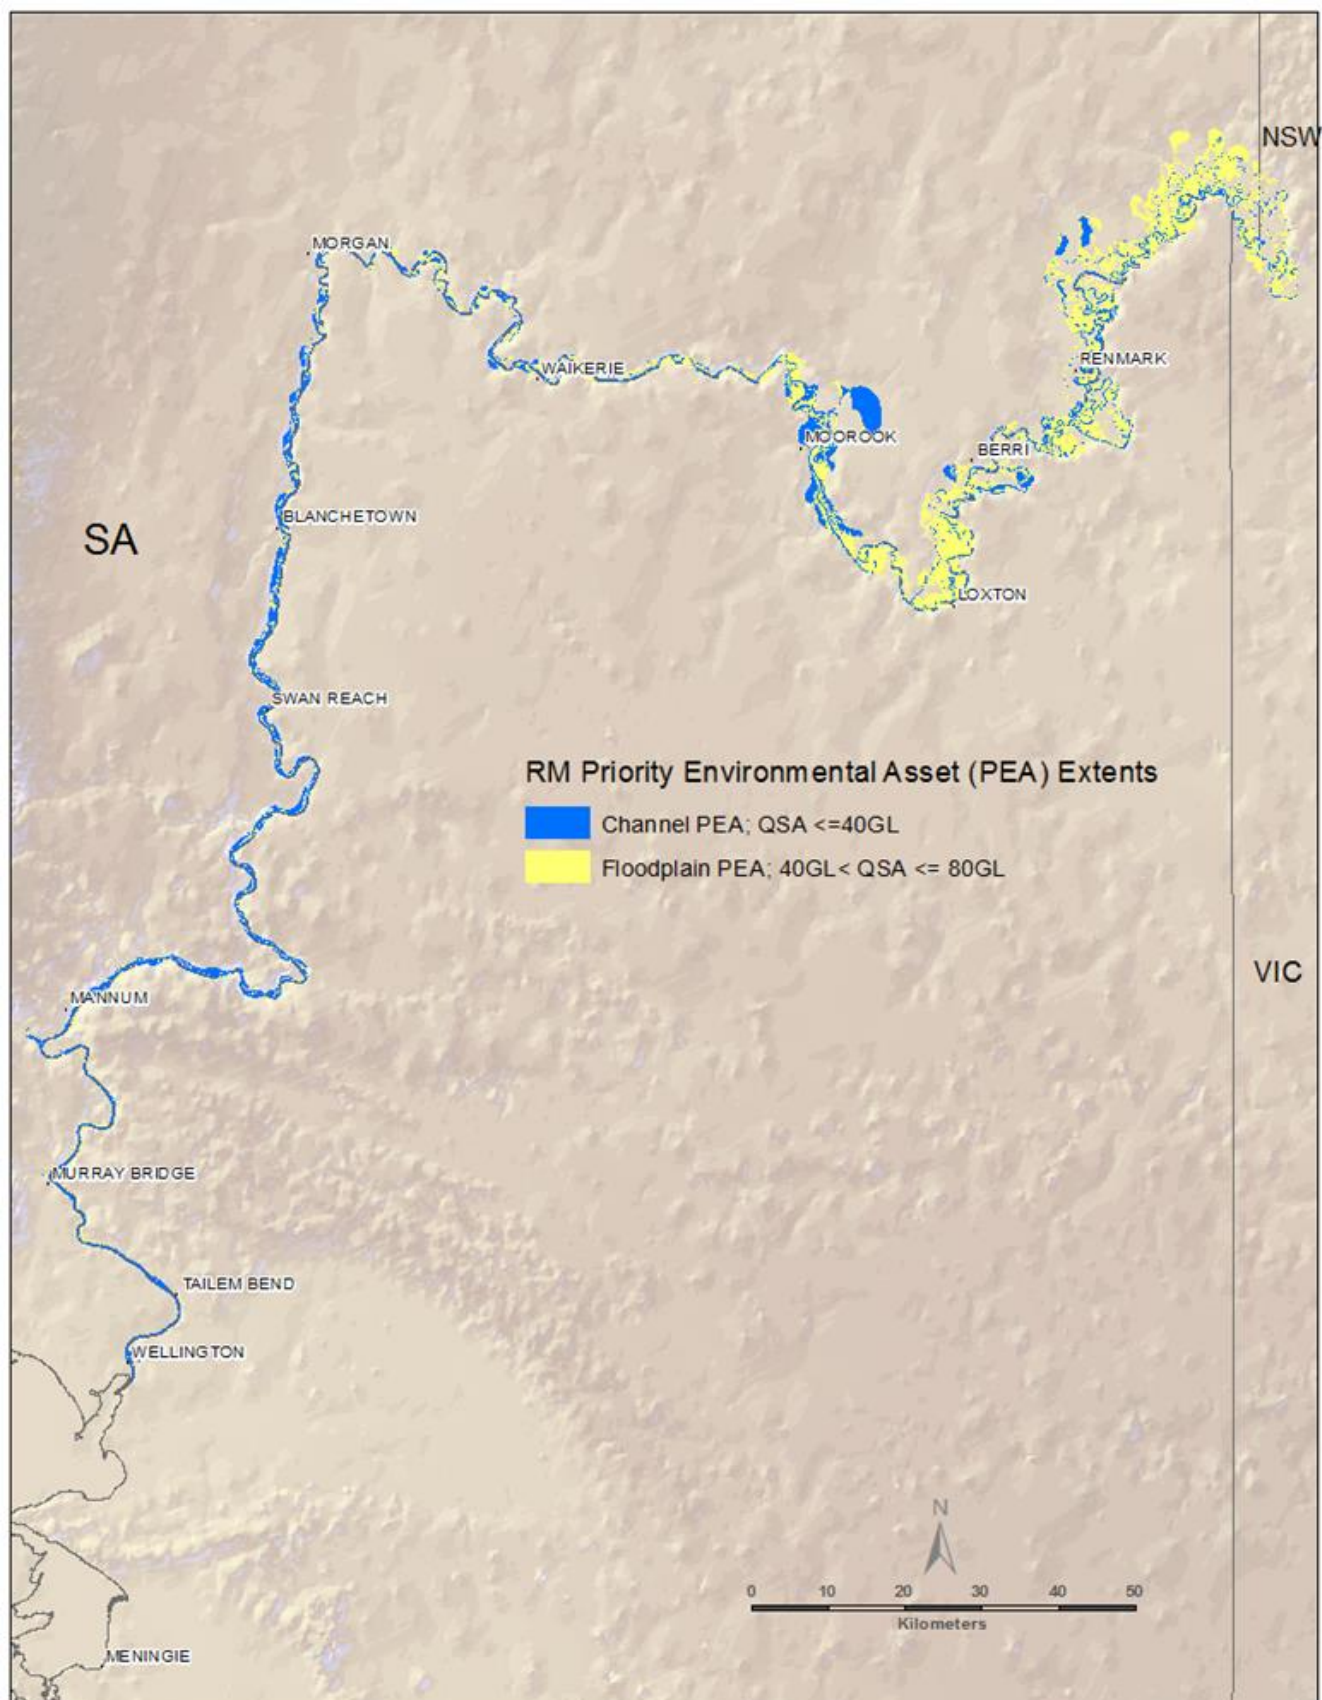 NSW
MORGAN
RENMARK
WAIKERIE
MOOROOK
BERRI
BLANCHETOWN
SA
LOXTON
SWAN REACH
RM Priority Environmental Asset (PEA) Extents
Channel PEA; QSA <=40GL
Floodplain PEA; 40GL< QSA <= 80GL
VIC
MANNUM
MURRAY BRIDGE
TAILEM BEND
WELLINGTON
N
0 10 20 30 40 50
Kilometers
MENINGIE